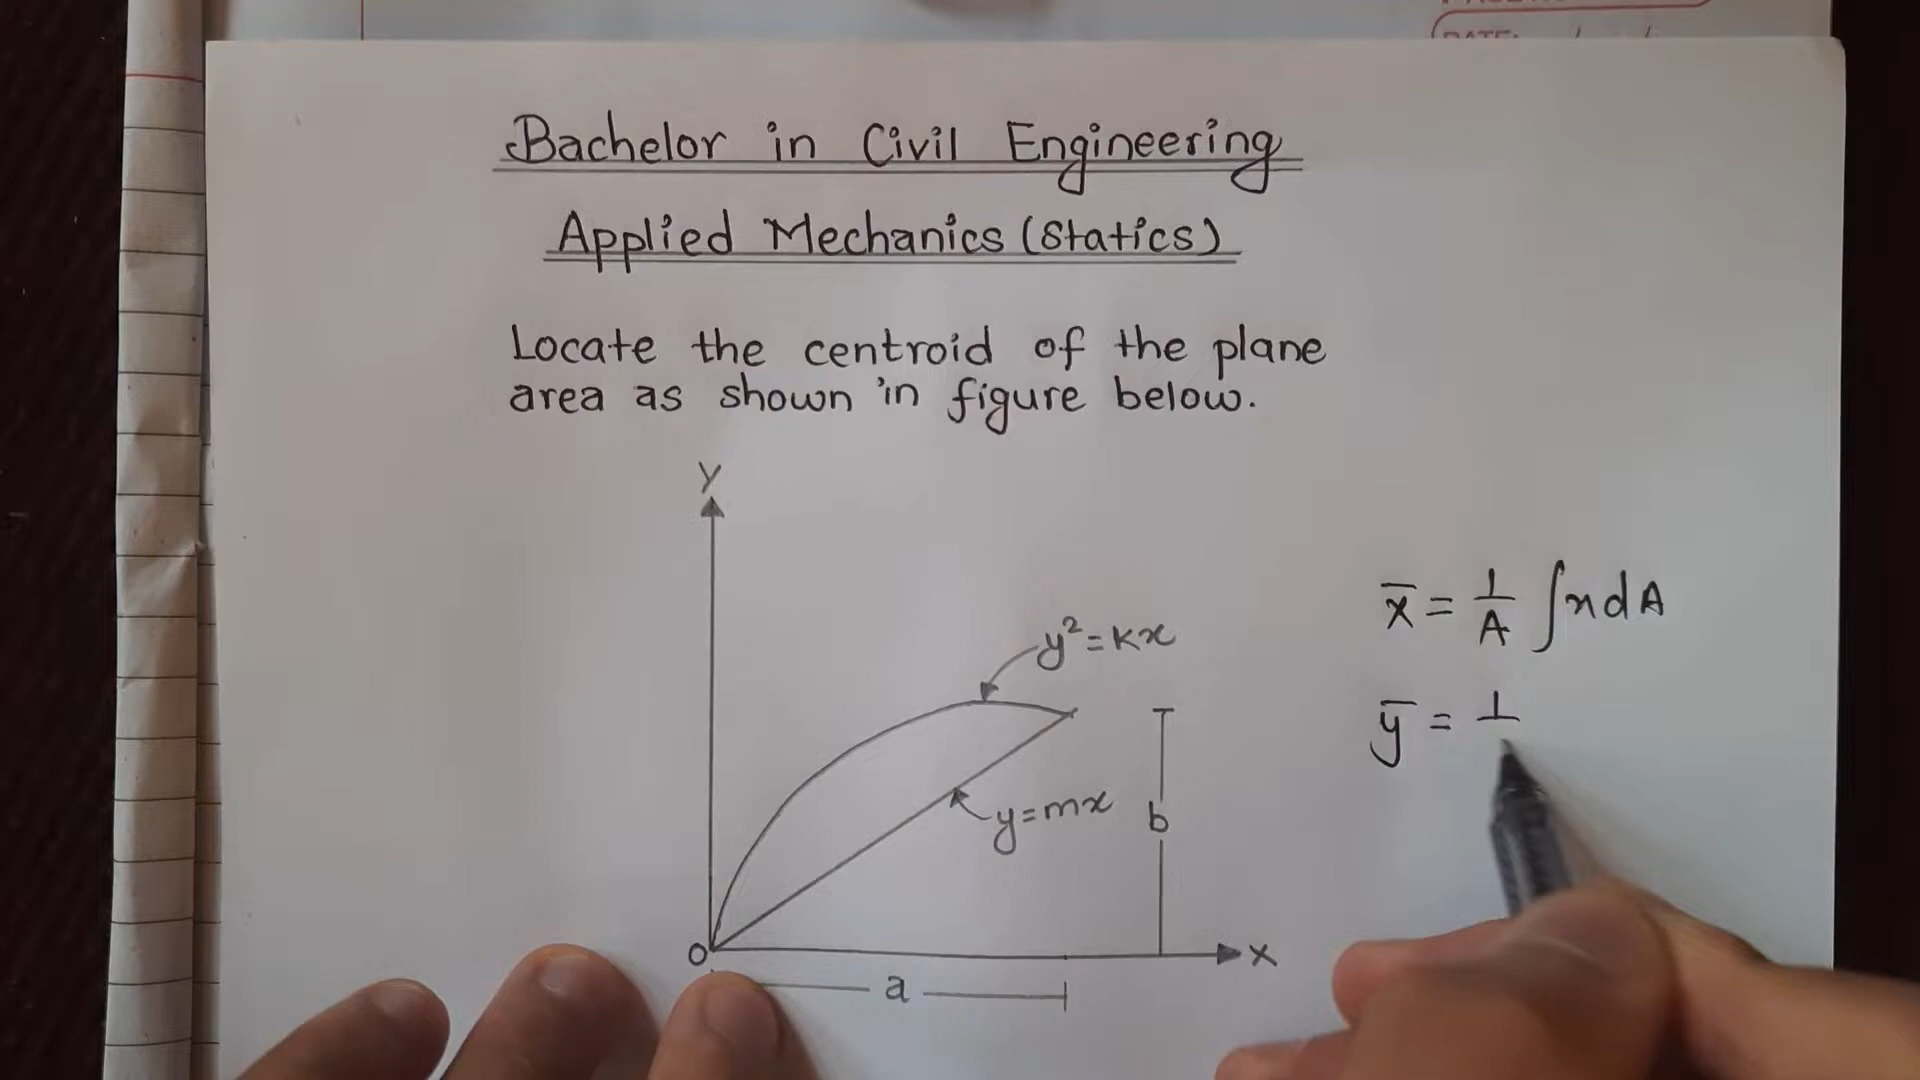 DATE:
Bachelor in Civil Engineering
Applied Mechanics (Statics)
Locate the centroid of the plane
area as shown in figure below.
Y
y²=kx
y=mx
b
O
X
a
x̄ = 1/A ∫xdA
ȳ = 1